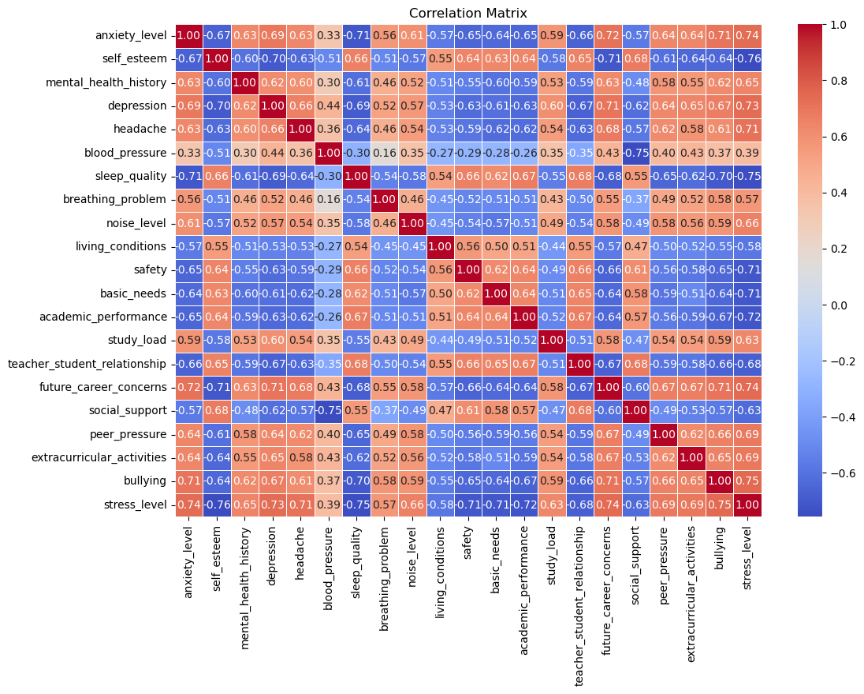 Correlation Matrix
anxiety_level 1.00 -0.67 0.63 0.69 0.63 0.33 -0.71 0.56 0.61 -0.57 -0.65 -0.64 -0.65 0.59 -0.66 0.72 -0.57 0.64 0.64 0.71 0.74
self_esteem -0.67 1.00 -0.60 -0.70 -0.63 -0.51 0.66 -0.51 -0.57 0.55 0.64 0.63 0.64 -0.58 0.65 -0.71 0.68 -0.61 -0.64 -0.64 -0.76
mental_health_history 0.63 -0.60 1.00 0.62 0.60 0.30 -0.61 0.46 0.52 -0.51 -0.55 -0.60 -0.60 0.53 -0.59 0.63 -0.48 0.58 0.55 0.62 0.65
depression 0.69 -0.70 0.62 1.00 0.66 0.44 -0.69 0.52 0.57 -0.53 -0.63 -0.61 -0.63 0.60 -0.67 0.71 -0.62 0.64 0.65 0.67 0.73
headache 0.63 -0.63 0.60 0.66 1.00 0.36 -0.64 0.46 0.54 -0.53 -0.59 -0.62 -0.62 0.54 -0.63 0.68 -0.57 0.62 0.58 0.61 0.71
blood_pressure 0.33 -0.51 0.30 0.44 0.36 1.00 -0.30 0.16 0.35 -0.27 -0.29 -0.28 -0.26 0.35 -0.35 0.43 -0.75 0.40 0.43 0.37 0.39
sleep_quality -0.71 0.66 -0.61 -0.69 -0.64 -0.30 1.00 -0.54 -0.58 0.54 0.66 0.62 0.67 -0.55 0.68 -0.68 0.55 -0.65 -0.62 -0.70 -0.75
breathing_problem 0.56 -0.51 0.46 0.52 0.46 0.16 -0.54 1.00 0.46 -0.45 -0.52 -0.51 -0.51 0.43 -0.50 0.55 -0.37 0.49 0.52 0.58 0.57
noise_level 0.61 -0.57 0.52 0.57 0.54 0.35 -0.58 0.46 1.00 -0.45 -0.54 -0.57 -0.51 0.49 -0.54 0.58 -0.49 0.58 0.56 0.59 0.66
living_conditions -0.57 0.55 -0.51 -0.53 -0.53 -0.27 0.54 -0.45 -0.45 1.00 0.56 0.50 0.51 -0.44 0.55 -0.57 0.47 -0.50 -0.52 -0.55 -0.58
safety -0.65 0.64 -0.55 -0.63 -0.59 -0.29 0.66 -0.52 -0.54 0.56 1.00 0.62 0.64 -0.49 0.66 -0.66 0.61 -0.56 -0.58 -0.65 -0.71
basic_needs -0.64 0.63 -0.60 -0.61 -0.62 -0.28 0.62 -0.51 -0.57 0.50 0.62 1.00 0.64 -0.51 0.65 -0.64 0.58 -0.59 -0.51 -0.64 -0.71
academic_performance -0.65 0.64 -0.60 -0.63 -0.62 -0.26 0.67 -0.51 -0.51 0.51 0.64 0.64 1.00 -0.52 0.67 -0.64 0.57 -0.56 -0.59 -0.67 -0.72
study_load 0.59 -0.58 0.53 0.60 0.54 0.35 -0.55 0.43 0.49 -0.44 -0.49 -0.51 -0.52 1.00 -0.51 0.58 -0.47 0.54 0.54 0.59 0.63
teacher_student_relationship -0.66 0.65 -0.59 -0.67 -0.63 -0.35 0.68 -0.50 -0.54 0.55 0.66 0.65 0.67 -0.51 1.00 -0.67 0.68 -0.59 -0.58 -0.66 -0.68
future_career_concerns 0.72 -0.71 0.63 0.71 0.68 0.43 -0.68 0.55 0.58 -0.57 -0.66 -0.64 -0.64 0.58 -0.67 1.00 -0.60 0.67 0.67 0.71 0.74
social_support -0.57 0.68 -0.48 -0.62 -0.57 -0.75 0.55 -0.37 -0.49 0.47 0.61 0.58 0.57 -0.47 0.68 -0.60 1.00 -0.49 -0.53 -0.57 -0.63
peer_pressure 0.64 -0.61 0.58 0.64 0.62 0.40 -0.65 0.49 0.58 -0.50 -0.56 -0.59 -0.56 0.54 -0.59 0.67 -0.49 1.00 0.62 0.66 0.69
extracurricular_activities 0.64 -0.64 0.55 0.65 0.58 0.43 -0.62 0.52 0.56 -0.52 -0.58 -0.51 -0.59 0.54 -0.58 0.67 -0.53 0.62 1.00 0.65 0.69
bullying 0.71 -0.64 0.62 0.67 0.61 0.37 -0.70 0.58 0.59 -0.55 -0.65 -0.64 -0.67 0.59 -0.66 0.71 -0.57 0.66 0.65 1.00 0.75
stress_level 0.74 -0.76 0.65 0.73 0.71 0.39 -0.75 0.57 0.66 -0.58 -0.71 -0.71 -0.72 0.63 -0.68 0.74 -0.63 0.69 0.69 0.75 1.00
anxiety_level
self_esteem
mental_health_history
depression
headache
blood_pressure
sleep_quality
breathing_problem
noise_level
living_conditions
safety
basic_needs
academic_performance
study_load
teacher_student_relationship
future_career_concerns
social_support
peer_pressure
extracurricular_activities
bullying
stress_level
1.0
0.8
0.6
0.4
0.2
0.0
−0.2
−0.4
−0.6